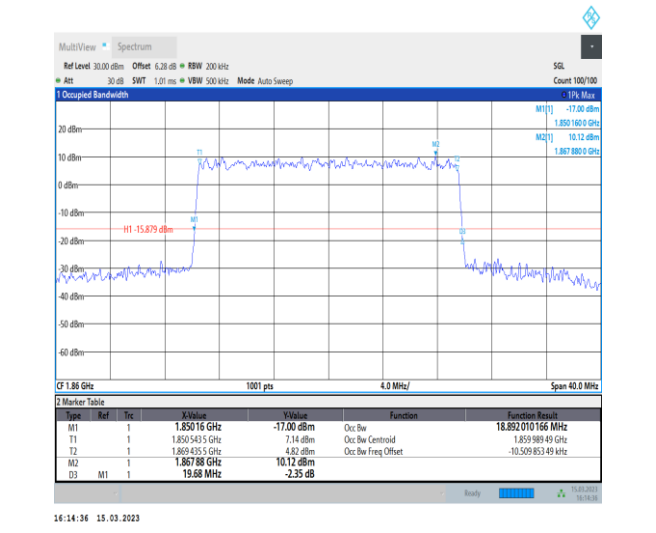 MultiView Spectrum
Ref Level 30.00 dBm Offset 6.28 dB RBW 200 kHz SGL
Att 30 dB SWT 1.01 ms VBW 500 kHz Mode Auto Sweep Count 100/100
1 Occupied Bandwidth 1Pk Max
M1[1] -17.00 dBm
1.850 160 0 GHz
M2[1] 10.12 dBm
1.867 880 0 GHz
20 dBm
M2
T1
10 dBm
0 dBm
-10 dBm
M1
H1 -15.879 dBm
D3
-20 dBm
-30 dBm
-40 dBm
-50 dBm
-60 dBm
CF 1.86 GHz 1001 pts 4.0 MHz/ Span 40.0 MHz
2 Marker Table
Type Ref Trc X-Value Y-Value Function Function Result
M1 1 1.85016 GHz -17.00 dBm Occ Bw 18.892010166 MHz
T1 1 1.850 543 5 GHz 7.14 dBm Occ Bw Centroid 1.859 989 49 GHz
T2 1 1.869 435 5 GHz 4.82 dBm Occ Bw Freq Offset -10.509 853 49 kHz
M2 1 1.86788 GHz 10.12 dBm
D3 M1 1 19.68 MHz -2.35 dB
Ready 15.03.2023
16:14:36
16:14:36 15.03.2023